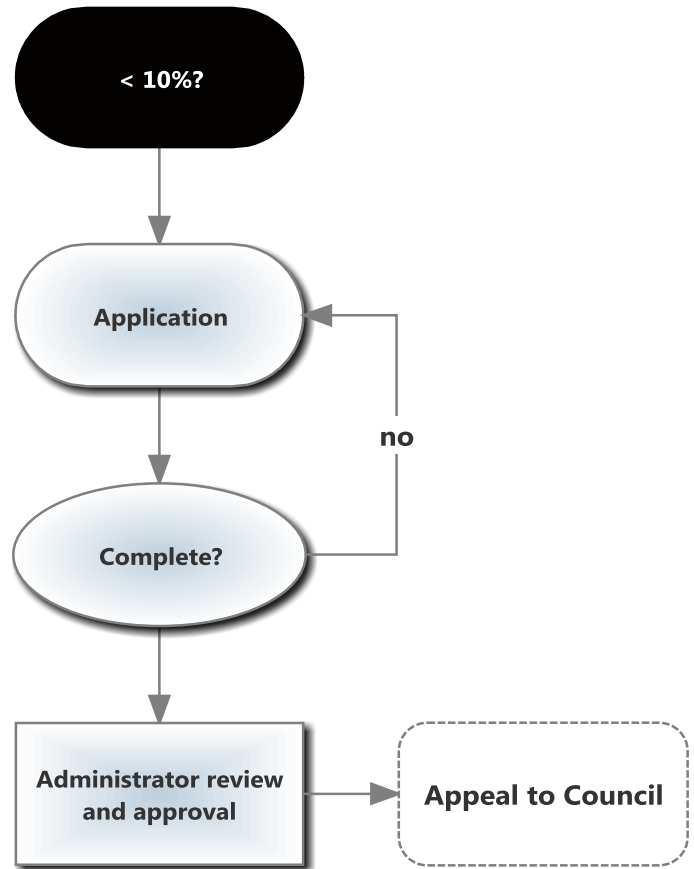 < 10%?
Application
no
Complete?
Administrator review
and approval
Appeal to Council